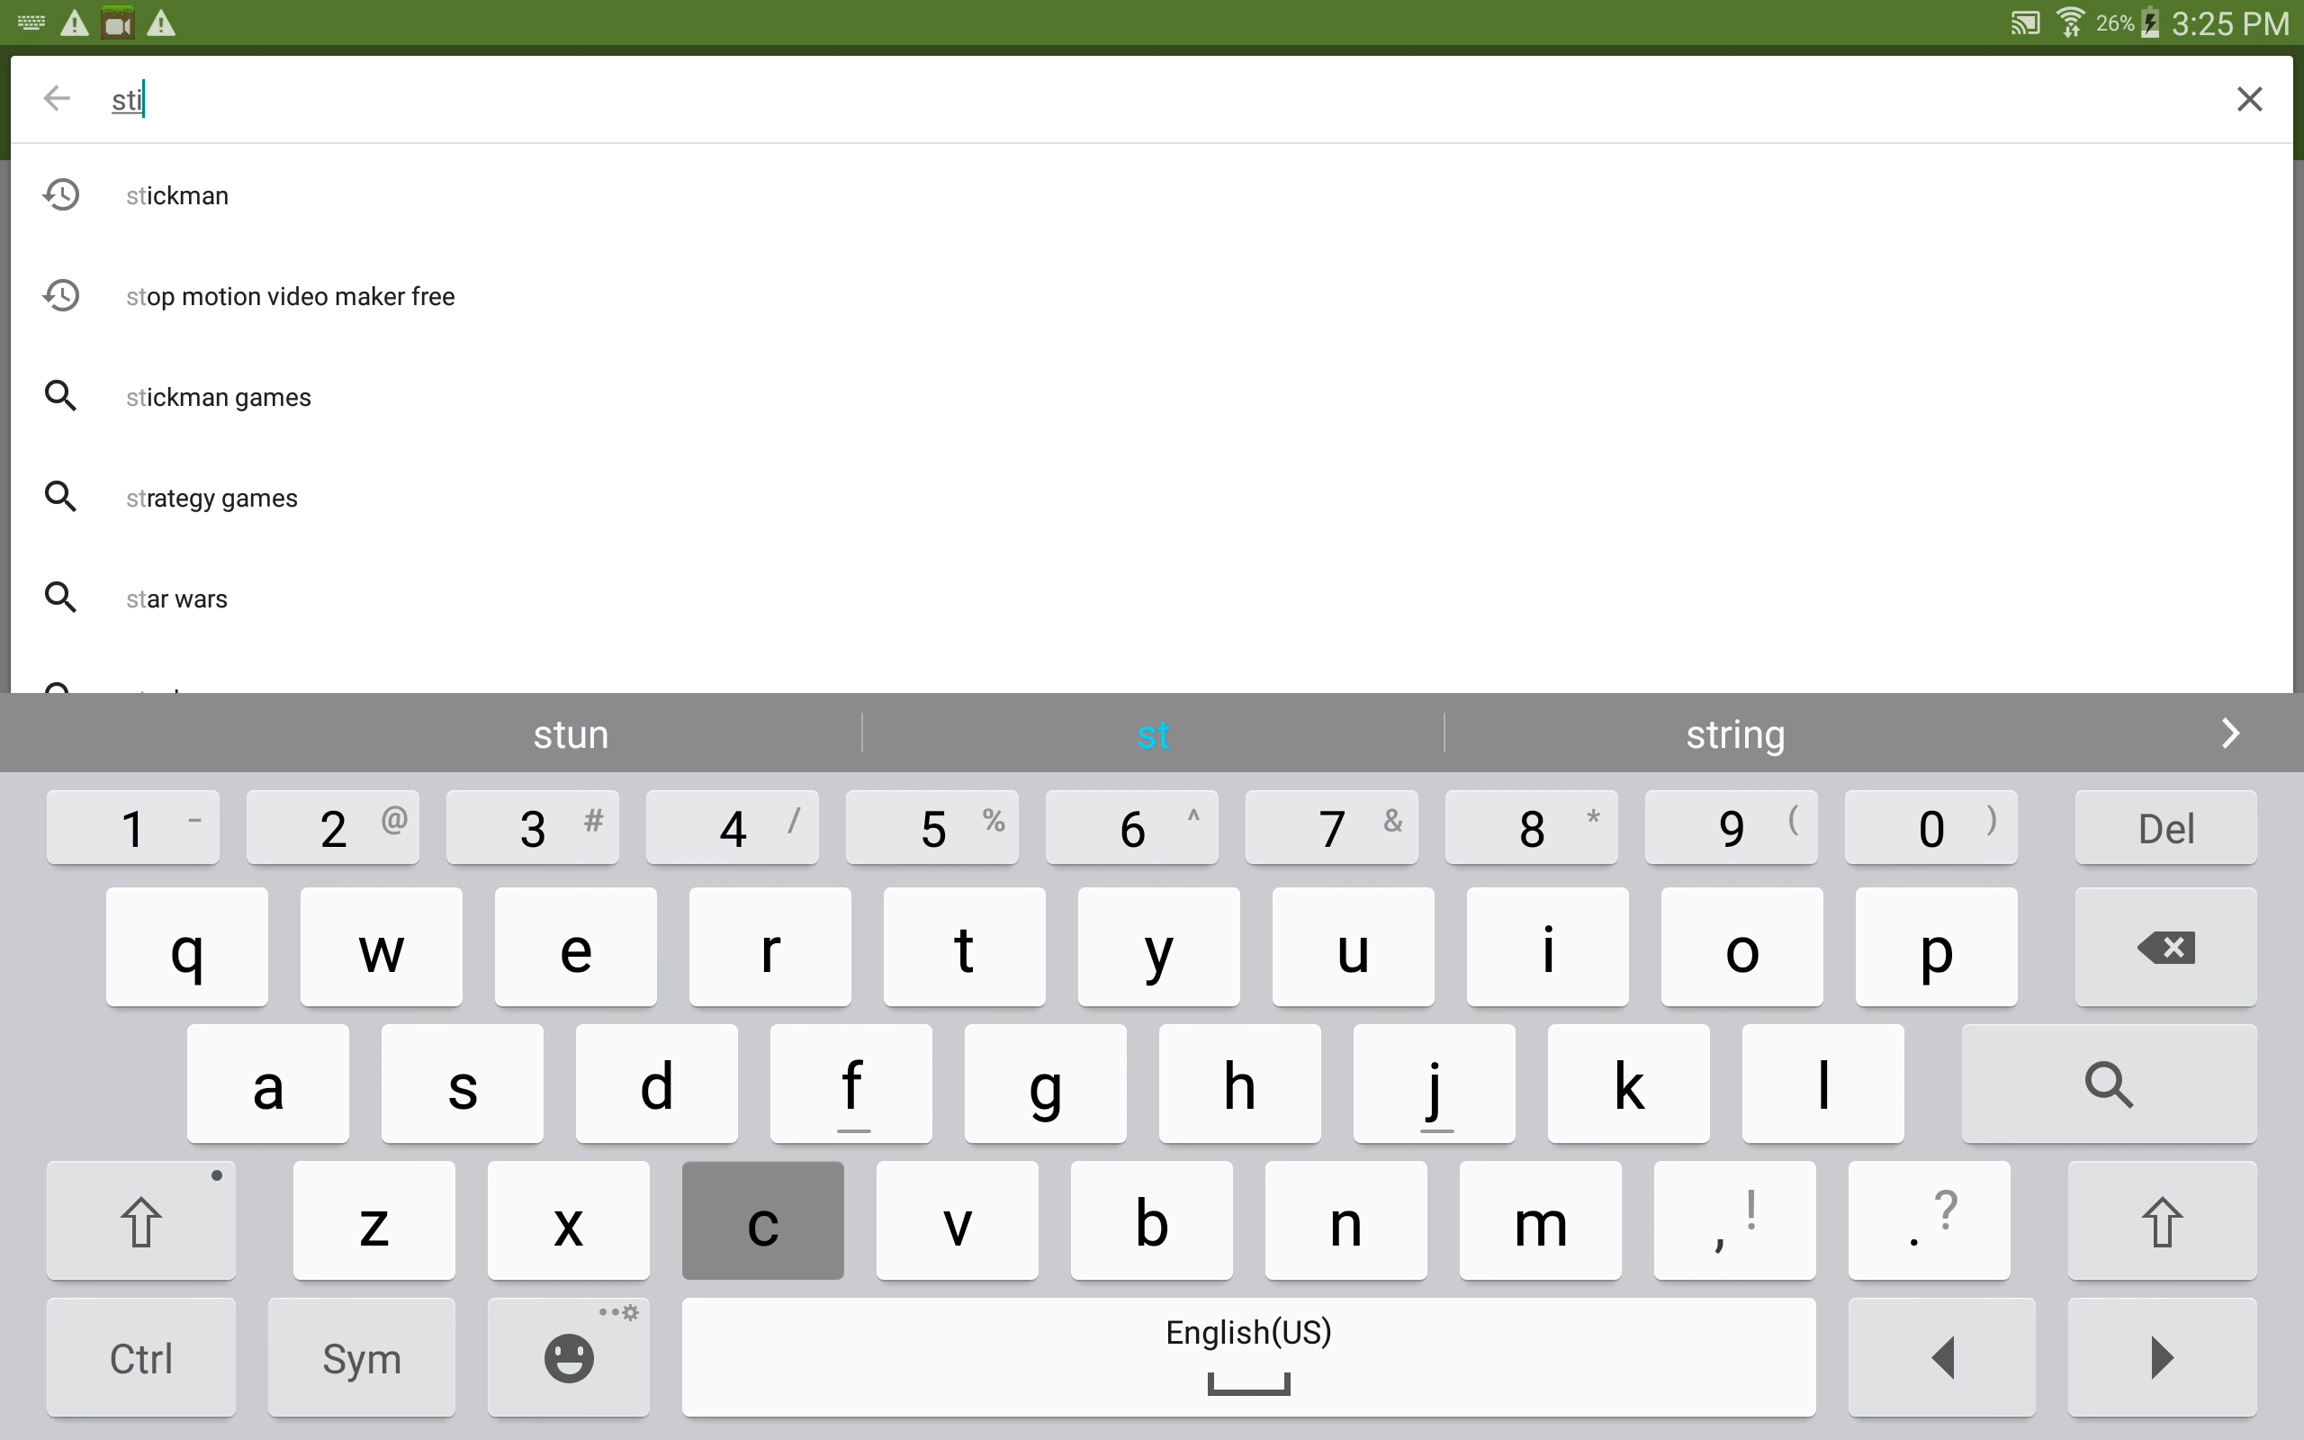 26% 3:25 PM
sti
stickman
stop motion video maker free
stickman games
strategy games
star wars
stun st string
1 - 2 @ 3 # 4 / 5 % 6 ^ 7 & 8 * 9 ( 0 ) Del
q w e r t y u i o p
a s d f g h j k l
z x c v b n m , ! . ?
Ctrl Sym English(US)